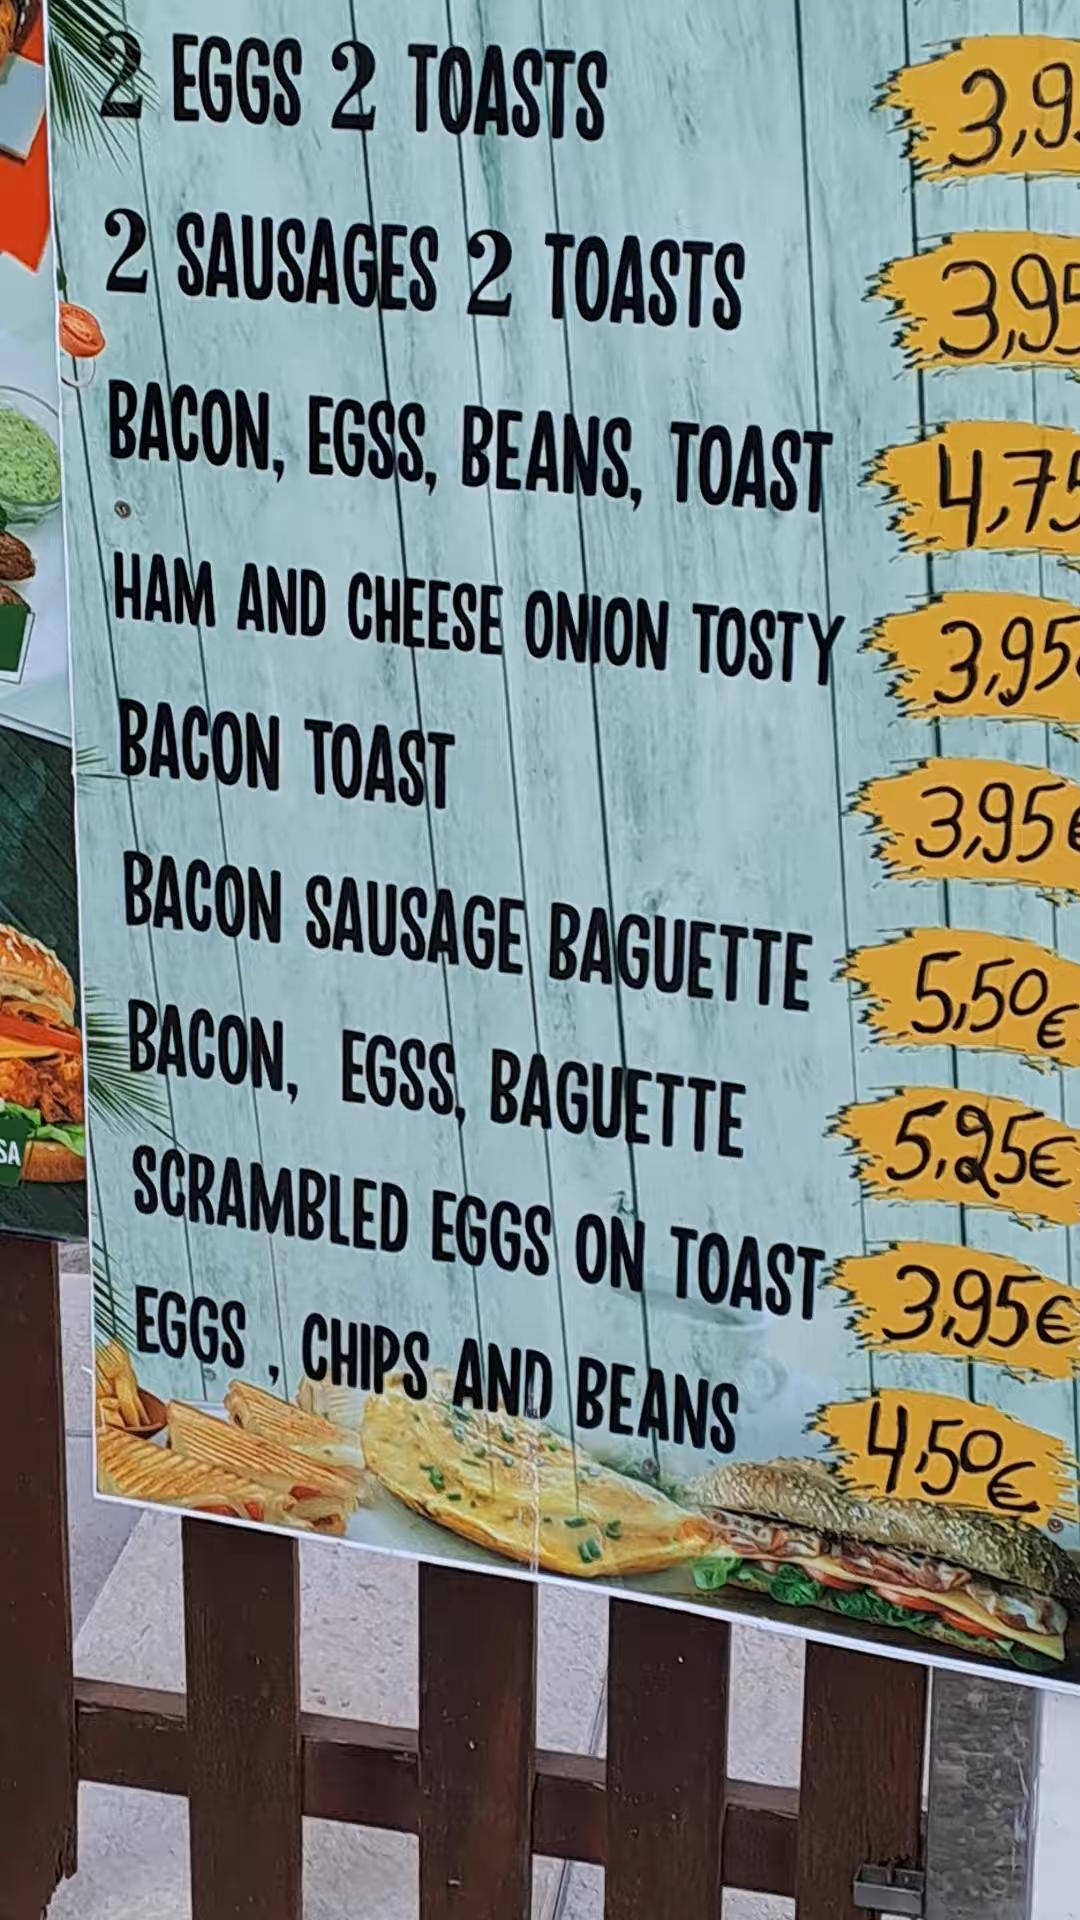 2 EGGS 2 TOASTS 3,9
2 SAUSAGES 2 TOASTS 3,95
BACON, EGSS, BEANS, TOAST 4,75
HAM AND CHEESE ONION TOSTY 3,95€
BACON TOAST 3,95€
BACON SAUSAGE BAGUETTE 5,50€
BACON, EGSS, BAGUETTE 5,25€
SCRAMBLED EGGS ON TOAST 3,95€
EGGS , CHIPS AND BEANS 4,50€
SA